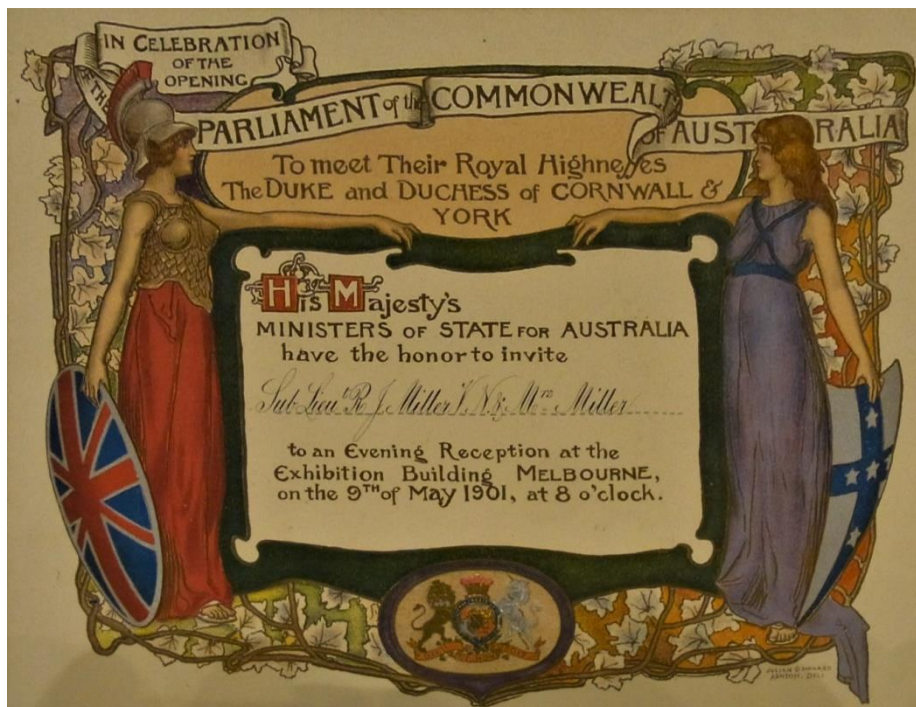 IN CELEBRATION
OF THE
OPENING
OF THE
PARLIAMENT of the COMMONWEALTH
OF AUSTRALIA
To meet Their Royal Highnesses
The DUKE and DUCHESS of CORNWALL &
YORK
His Majesty's
MINISTERS OF STATE FOR AUSTRALIA
have the honor to invite
Sub Lieut R J Miller V. N & Mrs Miller
to an Evening Reception at the
Exhibition Building MELBOURNE,
on the 9TH of May 1901, at 8 o'clock.